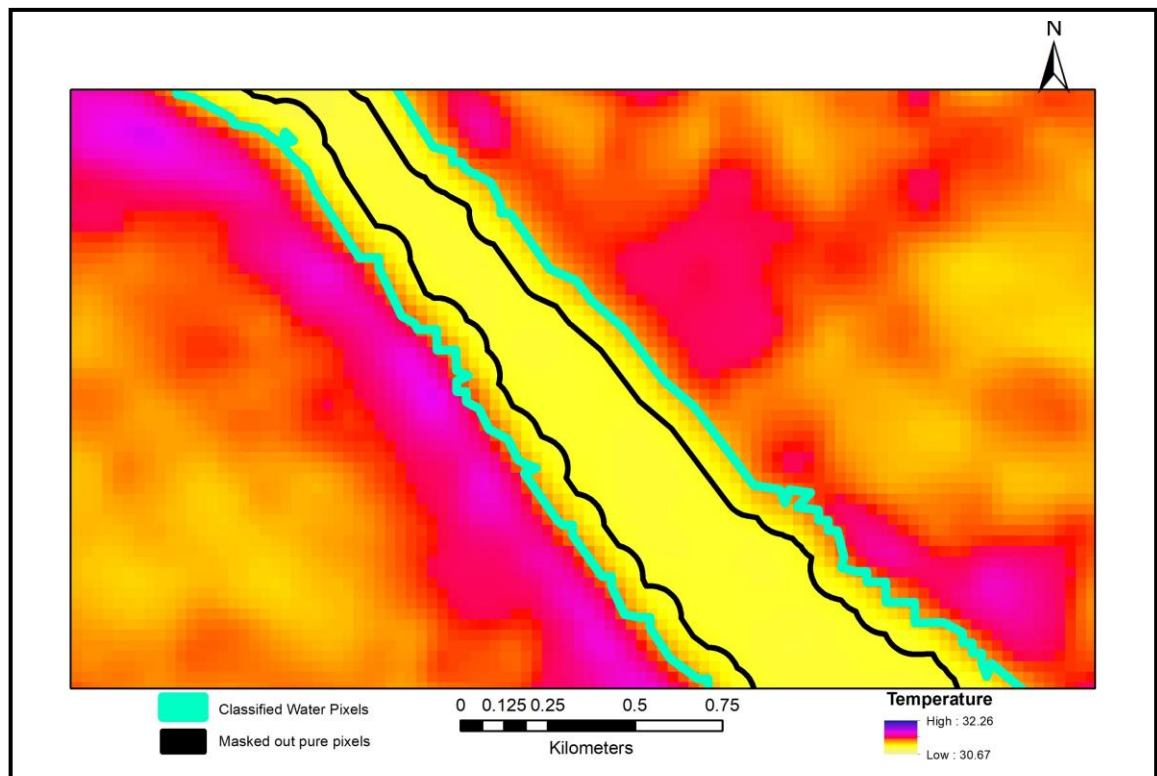 N
Classified Water Pixels
Masked out pure pixels
0 0.125 0.25 0.5 0.75
Kilometers
Temperature
High : 32.26
Low : 30.67